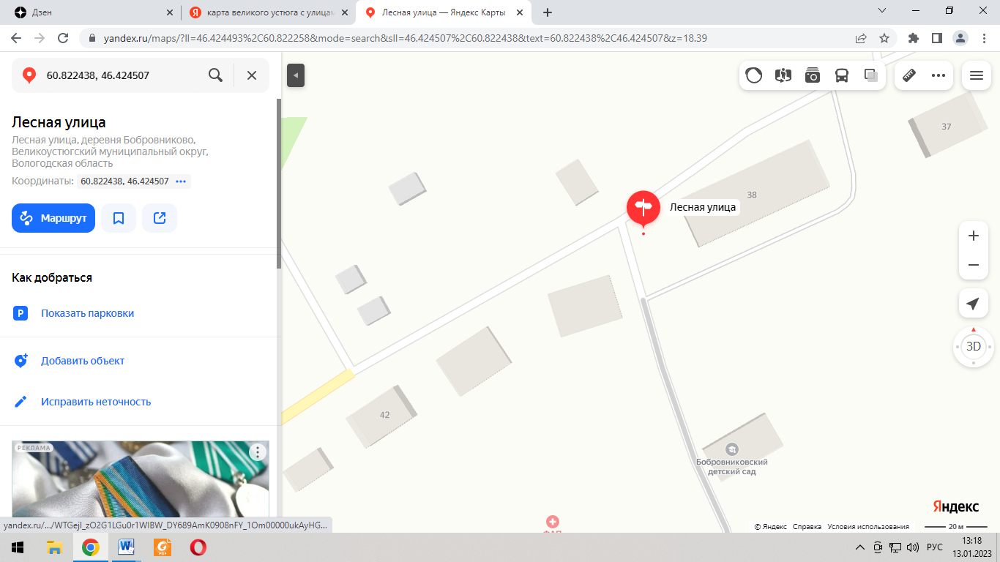 Дзен
Я
карта великого устюга с улицам
Лесная улица — Яндекс Карты
yandex.ru/maps/?ll=46.424493%2C60.822258&mode=search&sll=46.424507%2C60.822438&text=60.822438%2C46.424507&z=18.39
60.822438, 46.424507
Лесная улица
Лесная улица, деревня Бобровниково,
Великоустюгский муниципальный округ,
Вологодская область
Координаты: 60.822438, 46.424507
Маршрут
Как добраться
P Показать парковки
Добавить объект
Исправить неточность
РЕКЛАМА
yandex.ru/.../WTGejI_zO2G1LGu0r1WIBW_DY689AmK0908nFY_1Om00000ukAyHG...
37
38
Лесная улица
42
Бобровниковский
детский сад
ФАП
3D
Яндекс
© Яндекс Справка Условия использования 20 м
W
PDF
РУС
13:18
13.01.2023